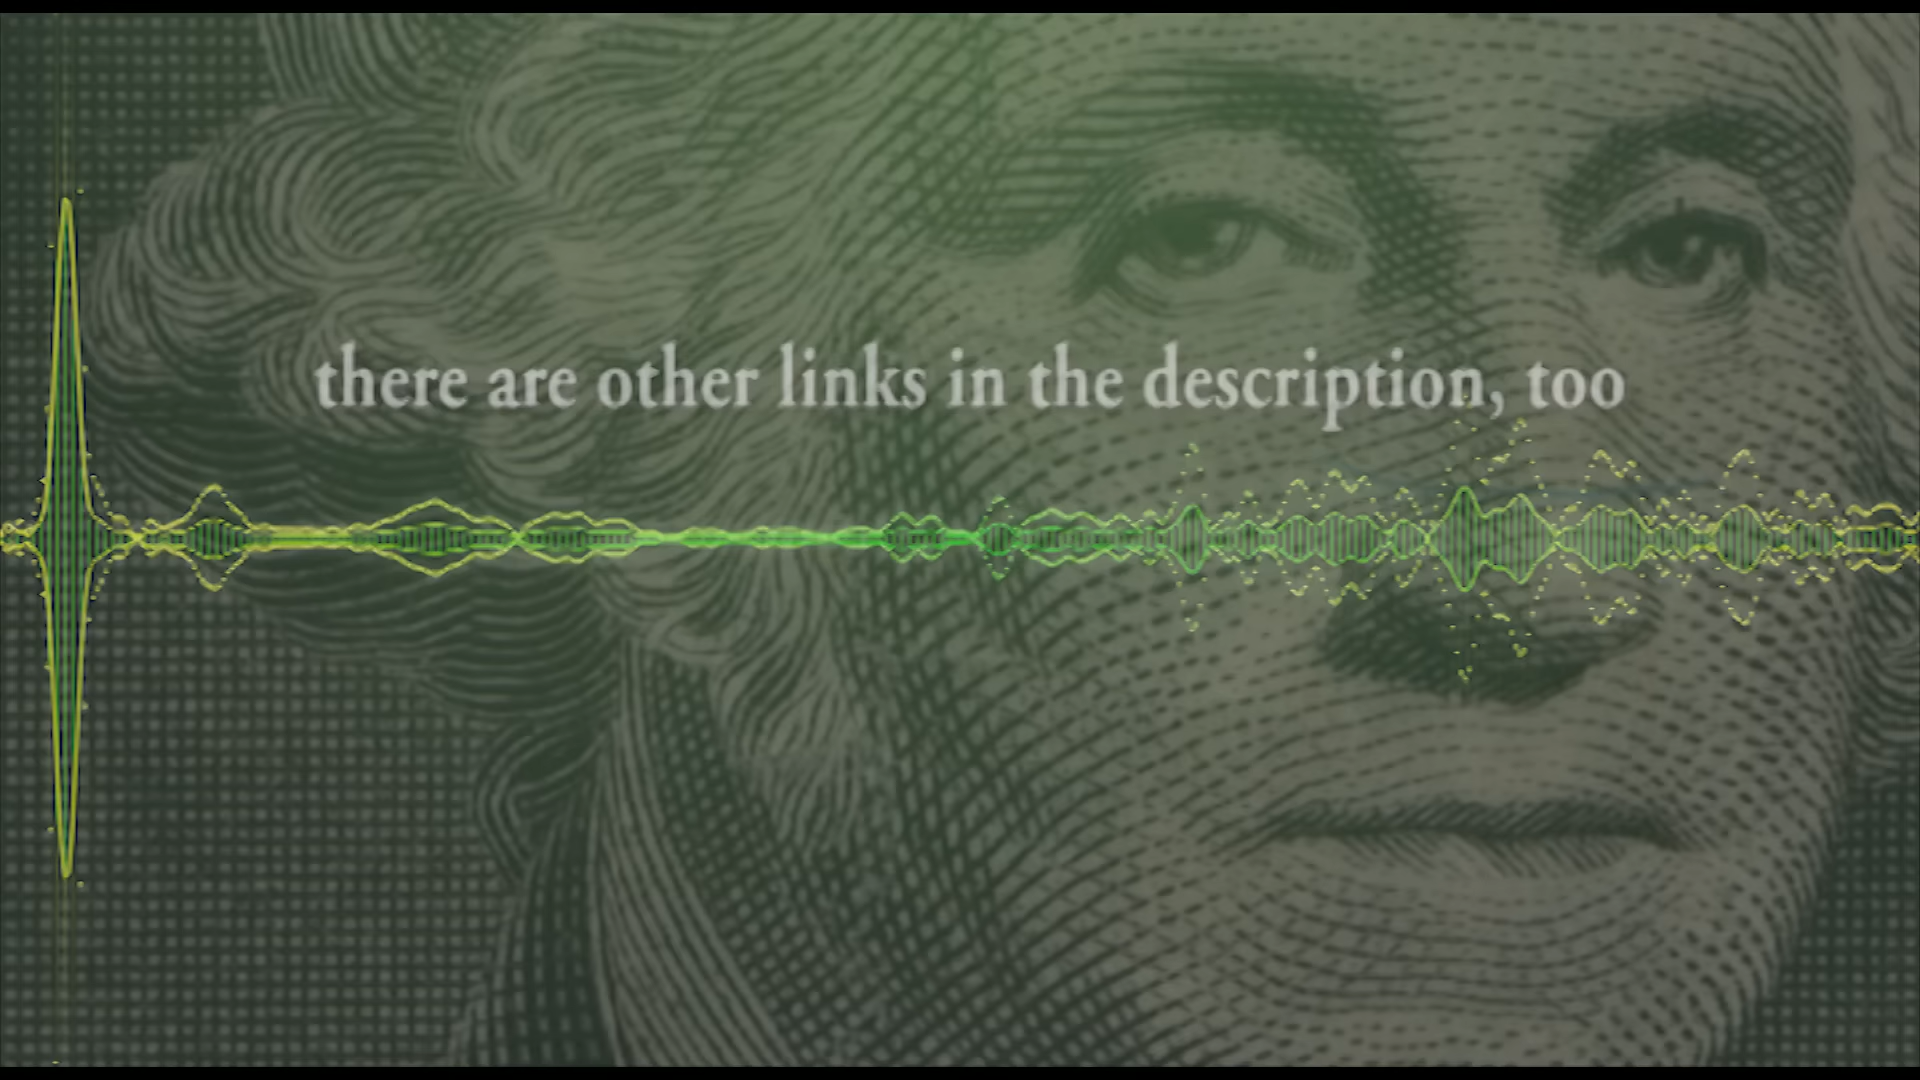 there are other links in the description, too